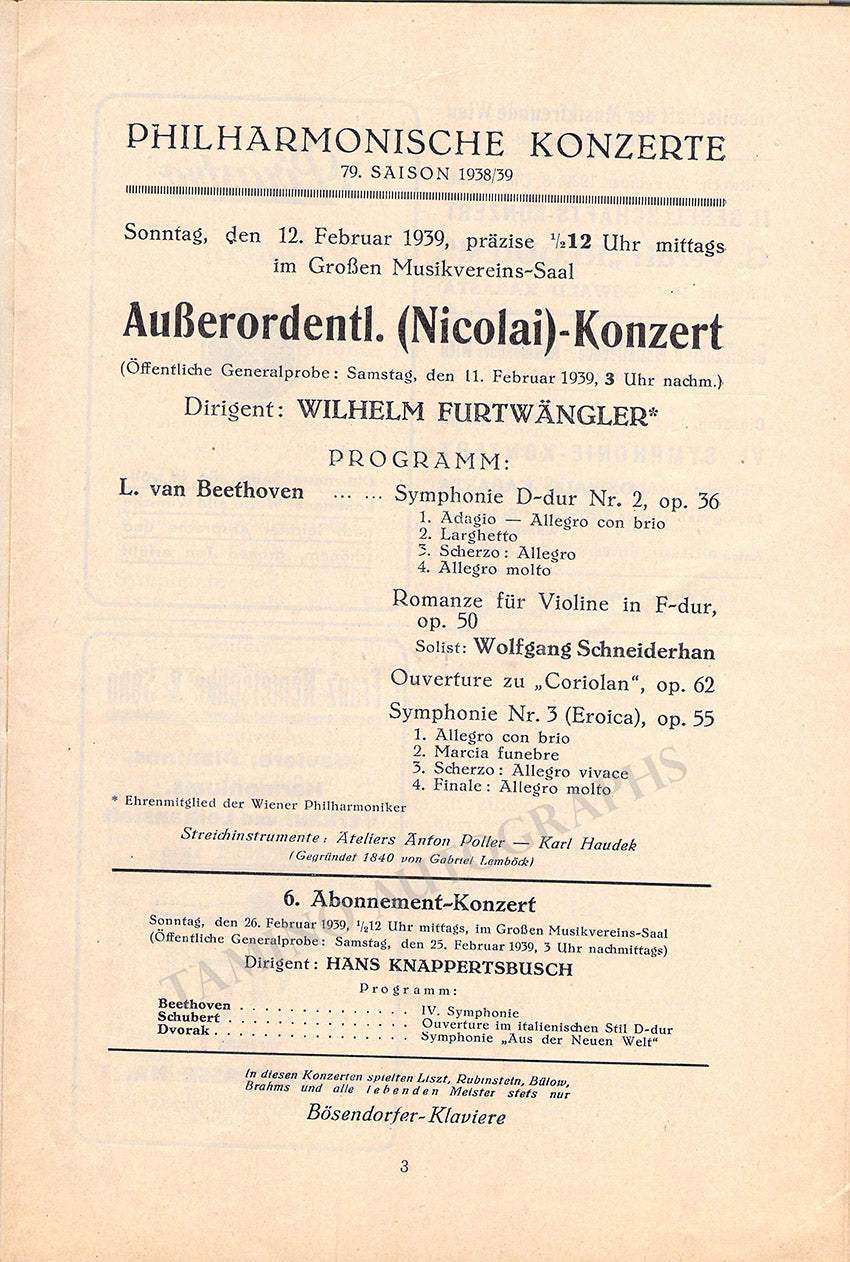 PHILHARMONISCHE KONZERTE
79. SAISON 1938/39
Sonntag, den 12. Februar 1939, präzise ½12 Uhr mittags
im Großen Musikvereins-Saal
Außerordentl. (Nicolai)-Konzert
(Öffentliche Generalprobe: Samstag, den 11. Februar 1939, 3 Uhr nachm.)
Dirigent: WILHELM FURTWÄNGLER*
PROGRAMM:
L. van Beethoven ... ... Symphonie D-dur Nr. 2, op. 36
1. Adagio — Allegro con brio
2. Larghetto
3. Scherzo: Allegro
4. Allegro molto
Romanze für Violine in F-dur,
op. 50
Solist: Wolfgang Schneiderhan
Ouverture zu „Coriolan“, op. 62
Symphonie Nr. 3 (Eroica), op. 55
1. Allegro con brio
2. Marcia funebre
3. Scherzo: Allegro vivace
4. Finale: Allegro molto
* Ehrenmitglied der Wiener Philharmoniker
Streichinstrumente: Ateliers Anton Poller — Karl Haudek
(Gegründet 1840 von Gabriel Lemböck)
6. Abonnement-Konzert
Sonntag, den 26. Februar 1939, ½12 Uhr mittags, im Großen Musikvereins-Saal
(Öffentliche Generalprobe: Samstag, den 25. Februar 1939, 3 Uhr nachmittags)
Dirigent: HANS KNAPPERTSBUSCH
Programm:
Beethoven . . . . . . . . . . . . . . IV. Symphonie
Schubert . . . . . . . . . . . . . . Ouverture im italienischen Stil D-dur
Dvorak . . . . . . . . . . . . . . Symphonie „Aus der Neuen Welt“
In diesen Konzerten spielten Liszt, Rubinstein, Bülow,
Brahms und alle lebenden Meister stets nur
Bösendorfer-Klaviere
3
TAMINO AUTOGRAPHS